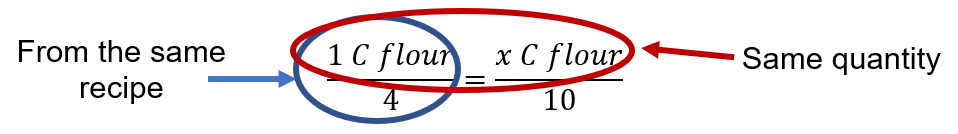 From the same
recipe
1 C flour
4
=
x C flour
10
Same quantity